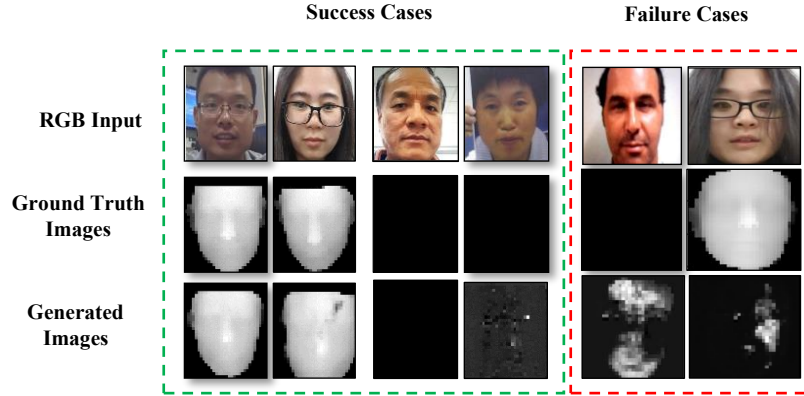 Success Cases
Failure Cases
RGB Input
Ground Truth
Images
Generated
Images